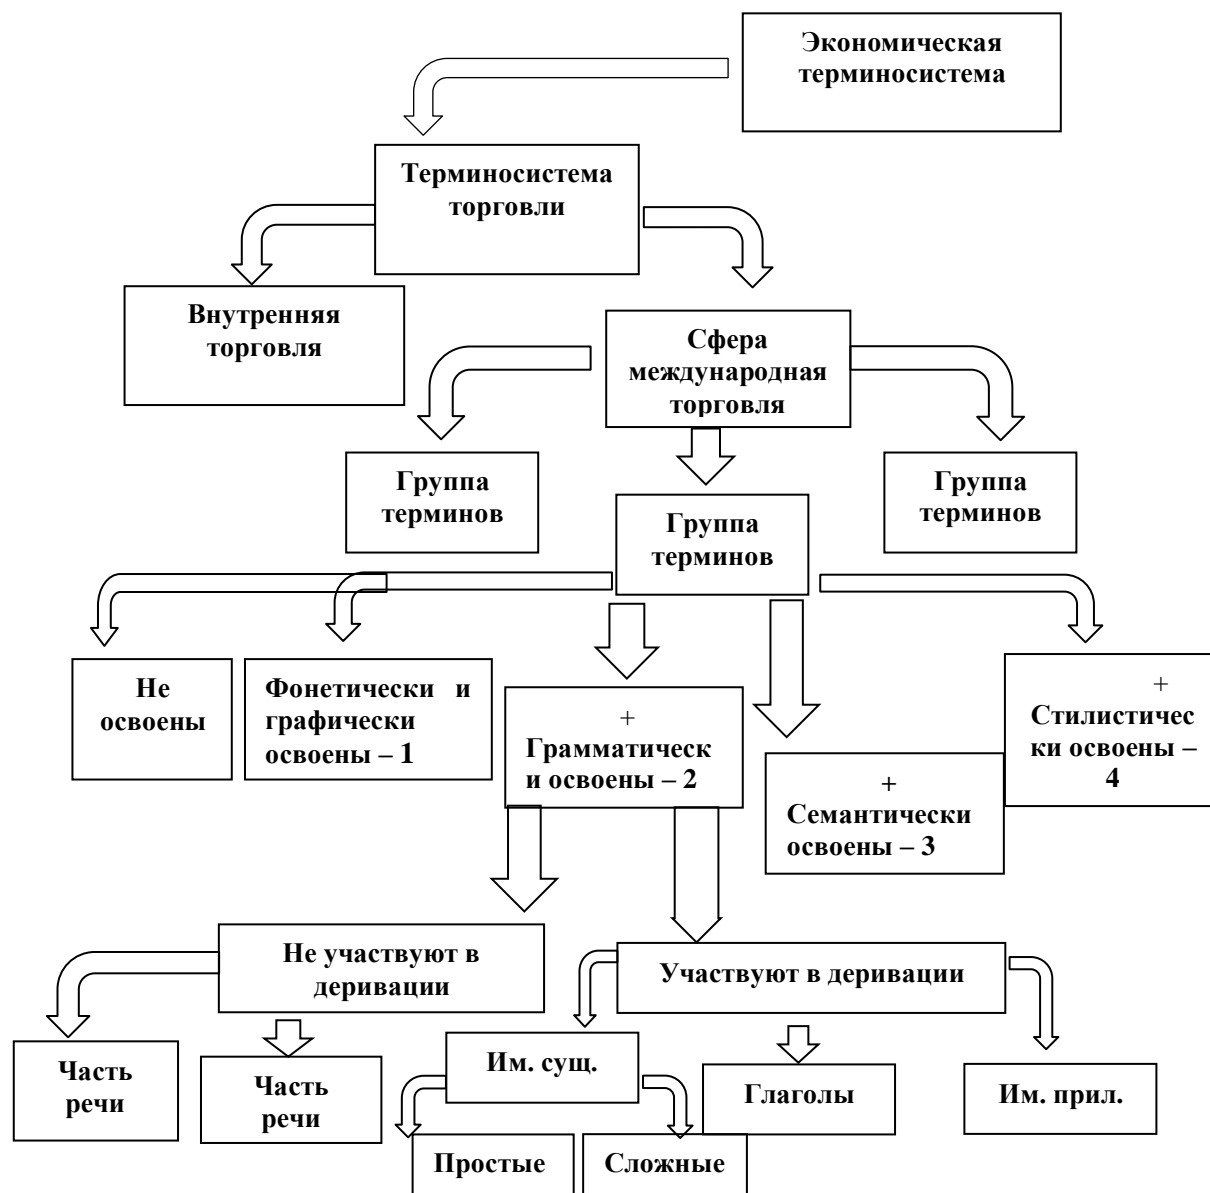 Экономическая
терминосистема
Терминосистема
торговли
Внутренняя
торговля
Сфера
международная
торговля
Группа
терминов
Группа
терминов
Группа
терминов
Не
освоены
Фонетически и
графически
освоены – 1
+
Грамматическ
и освоены – 2
+
Семантически
освоены – 3
+
Стилистичес
ки освоены –
4
Не участвуют в
деривации
Участвуют в деривации
Часть
речи
Часть
речи
Им. сущ.
Глаголы
Им. прил.
Простые
Сложные